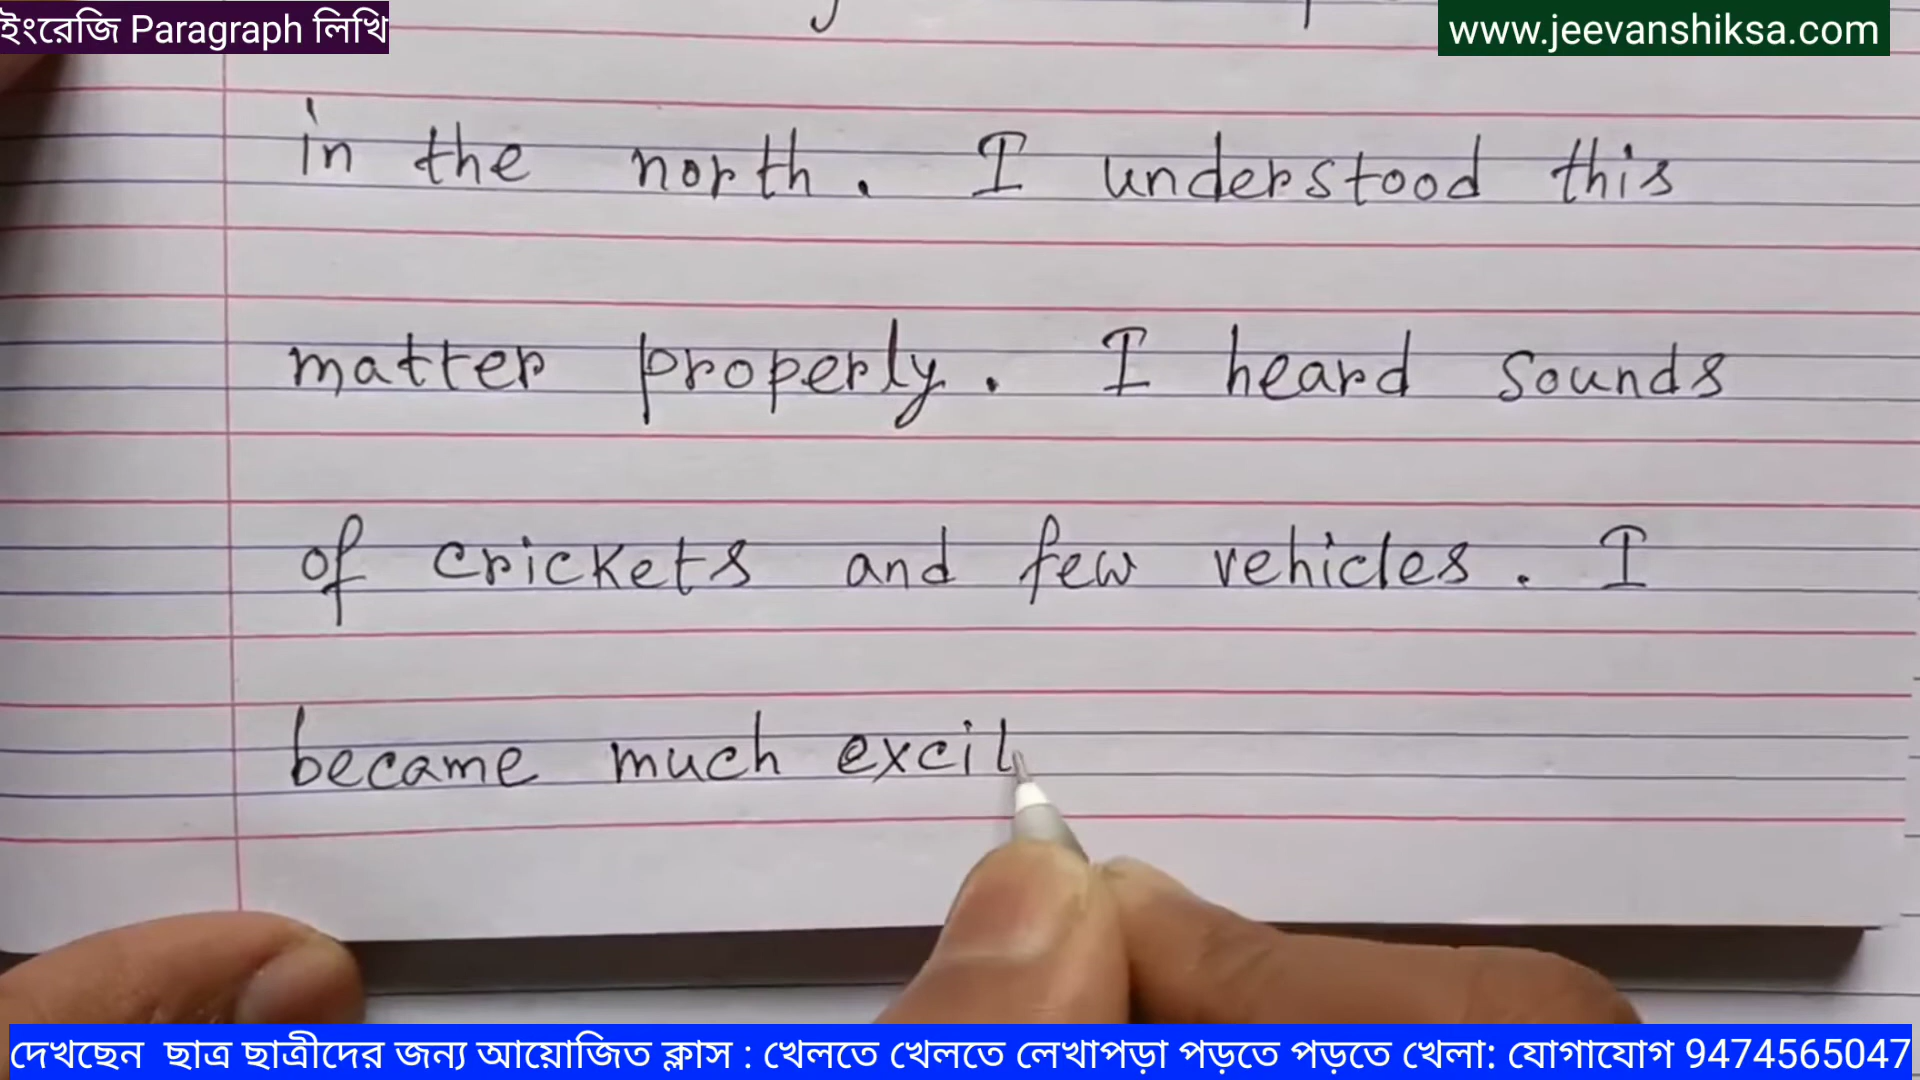 ইংরেজি Paragraph লিখি
www.jeevanshiksa.com
in the north. I understood this
matter properly. I heard sounds
of crickets and few vehicles. I
became much exci
দেখছেন ছাত্র ছাত্রীদের জন্য আয়োজিত ক্লাস : খেলতে খেলতে লেখাপড়া পড়তে পড়তে খেলা: যোগাযোগ 9474565047